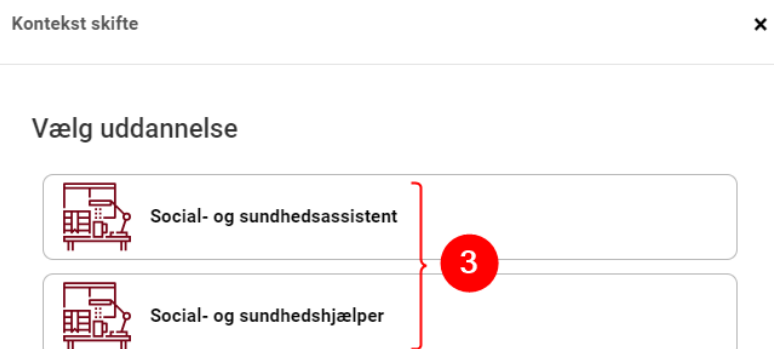 Kontekst skifte
Vælg uddannelse
Social- og sundhedsassistent
3
Social- og sundhedshjælper